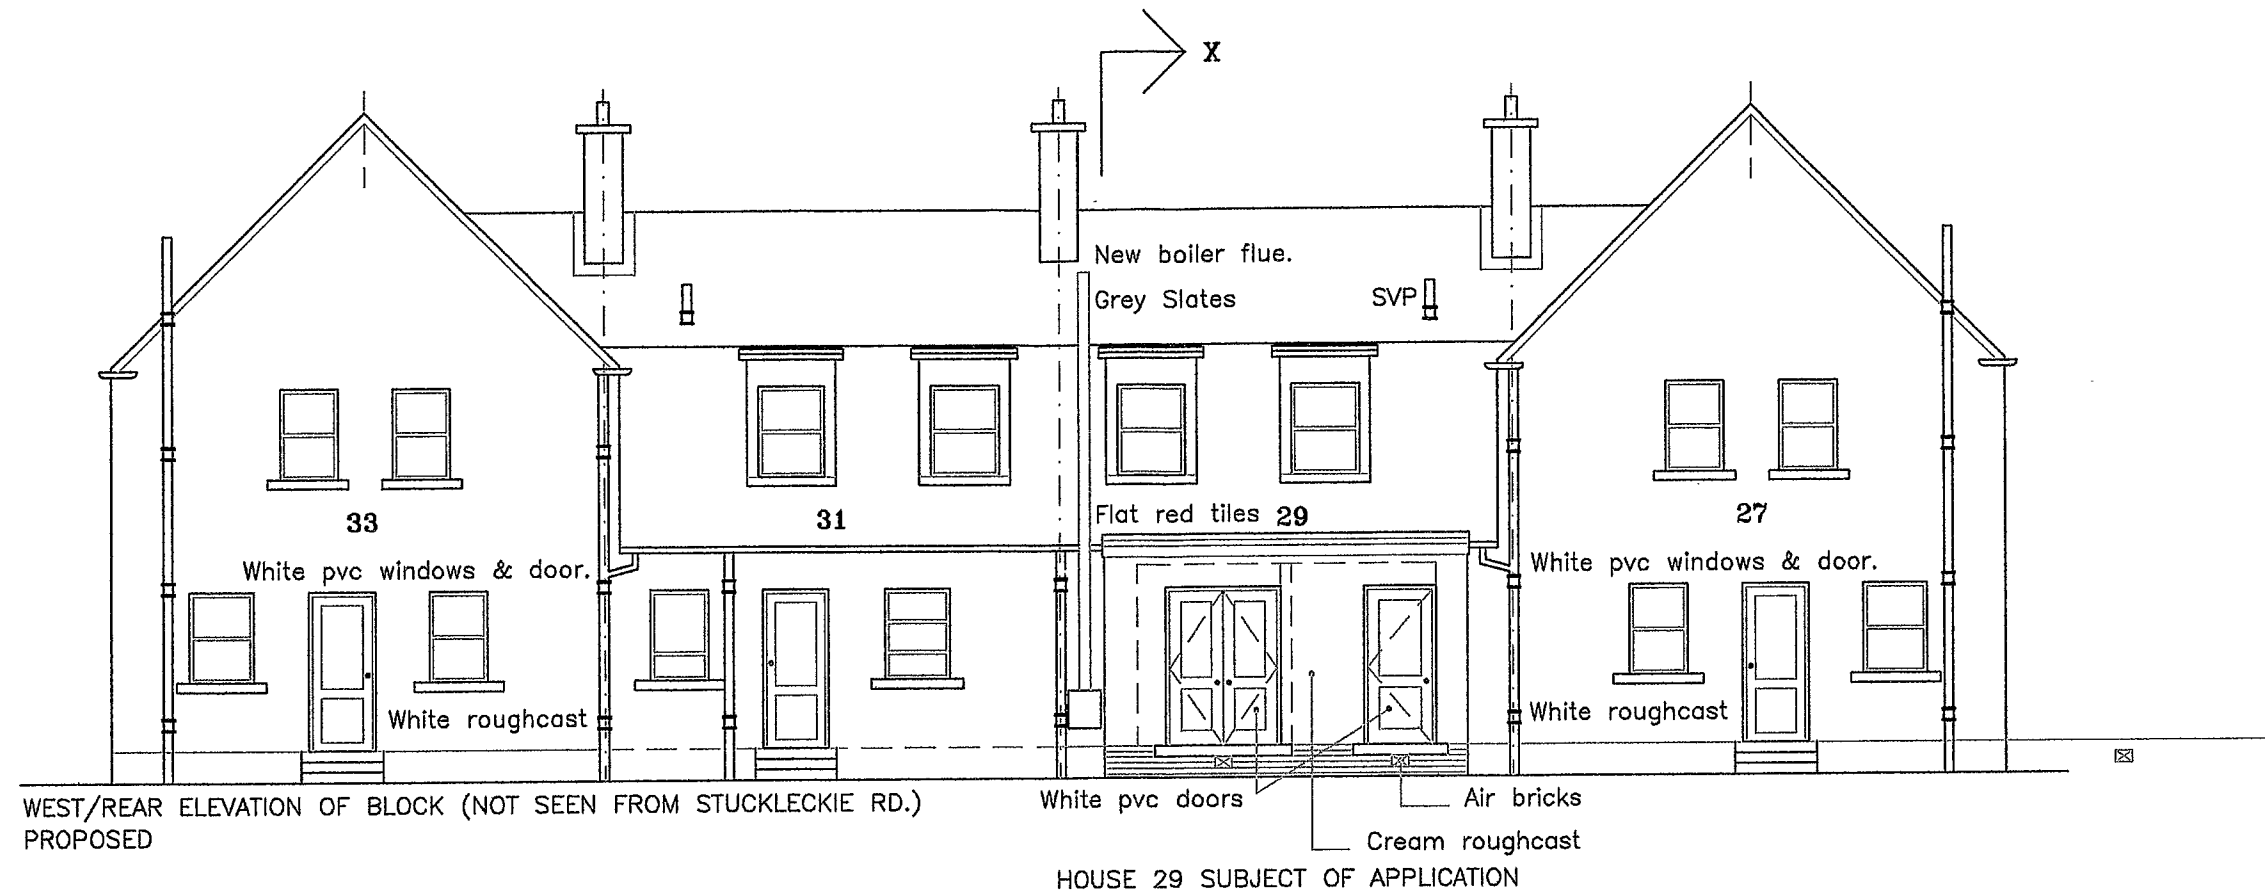 X
New boiler flue.
Grey Slates
SVP
33
31
Flat red tiles 29
27
White pvc windows & door.
White pvc windows & door.
White roughcast
White roughcast
White pvc doors
Air bricks
Cream roughcast
WEST/REAR ELEVATION OF BLOCK (NOT SEEN FROM STUCKLECKIE RD.)
PROPOSED
HOUSE 29 SUBJECT OF APPLICATION